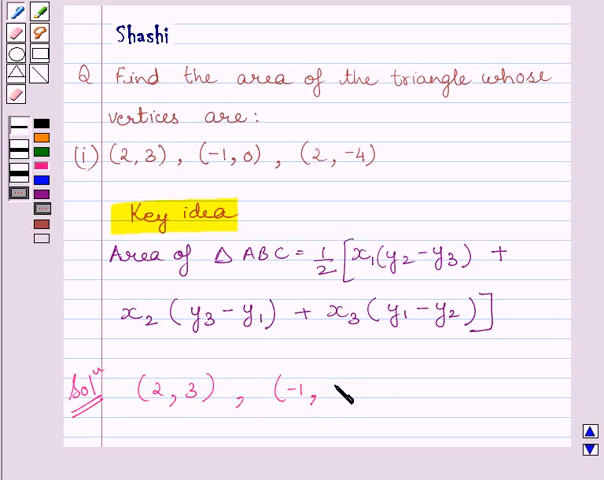 Shashi
Q Find the area of the triangle whose
vertices are:
(i) (2, 3), (-1, 0), (2, -4)
Key idea
Area of Δ ABC = 1/2 [x₁(y₂ - y₃) +
x₂ (y₃ - y₁) + x₃ (y₁ - y₂)]
Solⁿ (2, 3), (-1,